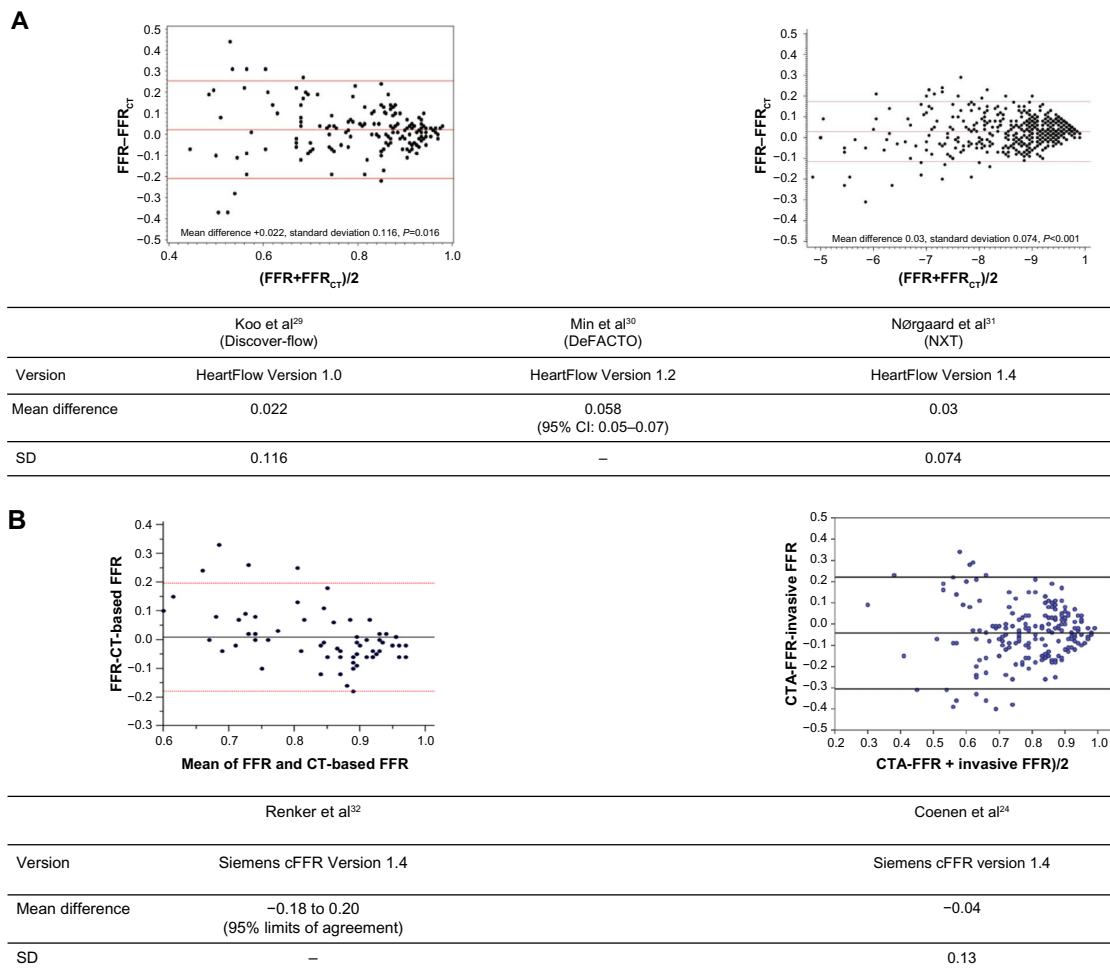 A
0.5
0.4
0.3
0.2
0.1
0.0
−0.1
−0.2
−0.3
−0.4
−0.5
FFR–FFRCT
Mean difference +0.022, standard deviation 0.116, P=0.016
0.4 0.6 0.8 1.0
(FFR+FFRCT)/2
0.5
0.4
0.3
0.2
0.1
0.0
−0.1
−0.2
−0.3
−0.4
−0.5
FFR–FFRCT
Mean difference 0.03, standard deviation 0.074, P<0.001
−5 −6 −7 −8 −9 1
(FFR+FFRCT)/2
Koo et al29 Min et al30 Nørgaard et al31
(Discover-flow) (DeFACTO) (NXT)
Version HeartFlow Version 1.0 HeartFlow Version 1.2 HeartFlow Version 1.4
Mean difference 0.022 0.058 0.03
(95% CI: 0.05–0.07)
SD 0.116 – 0.074
B
0.4
0.3
0.2
0.1
0.0
−0.1
−0.2
−0.3
FFR-CT-based FFR
0.6 0.7 0.8 0.9 1.0
Mean of FFR and CT-based FFR
0.5
0.4
0.3
0.2
0.1
0.0
−0.1
−0.2
−0.3
−0.4
−0.5
CTA-FFR-invasive FFR
0.2 0.3 0.4 0.5 0.6 0.7 0.8 0.9 1.0
CTA-FFR + invasive FFR)/2
Renker et al32 Coenen et al24
Version Siemens cFFR Version 1.4 Siemens cFFR version 1.4
Mean difference −0.18 to 0.20 −0.04
(95% limits of agreement)
SD – 0.13